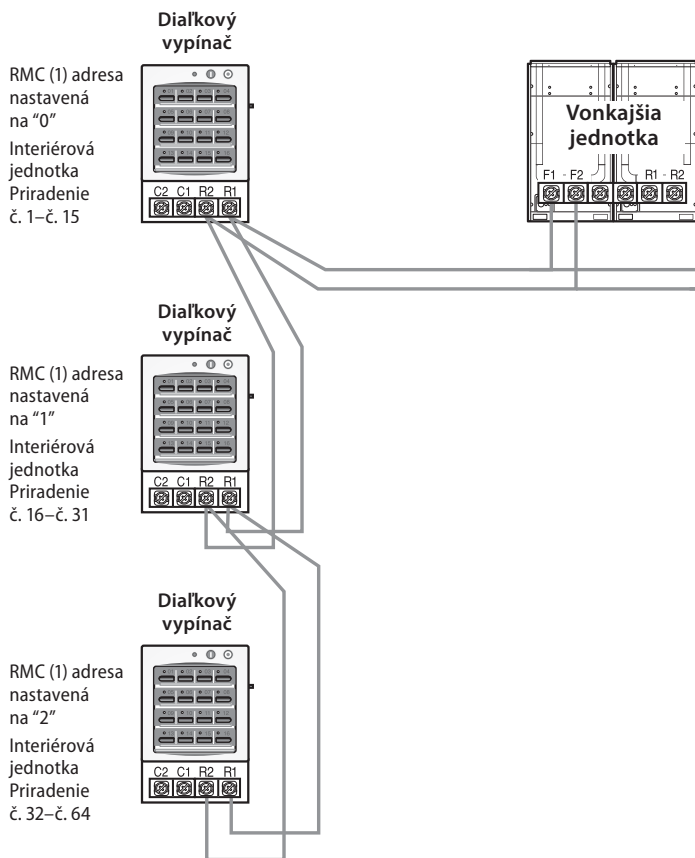 Diaľkový
vypínač
RMC (1) adresa
nastavená
na “0”
Interiérová
jednotka
Priradenie
č. 1–č. 15
C2 C1 R2 R1
Vonkajšia
jednotka
F1 - F2 R1 - R2
Diaľkový
vypínač
RMC (1) adresa
nastavená
na “1”
Interiérová
jednotka
Priradenie
č. 16–č. 31
C2 C1 R2 R1
Diaľkový
vypínač
RMC (1) adresa
nastavená
na “2”
Interiérová
jednotka
Priradenie
č. 32–č. 64
C2 C1 R2 R1